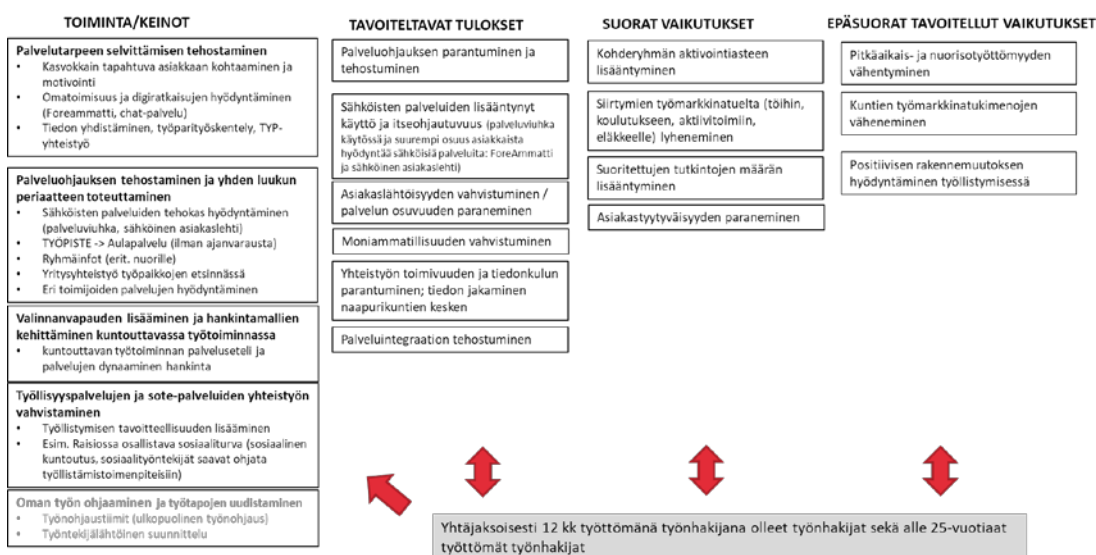 TOIMINTA/KEINOT
Palvelutarpeen selvittämisen tehostaminen
• Kasvokkain tapahtuva asiakkaan kohtaaminen ja
motivointi
• Omatoimisuus ja digiratkaisujen hyödyntäminen
(Foreammatti, chat-palvelu)
• Tiedon yhdistäminen, työparityöskentely, TYP-
yhteistyö
Palveluohjauksen tehostaminen ja yhden luukun
periaatteen toteuttaminen
• Sähköisten palveluiden tehokas hyödyntäminen
(palveluviuhka, sähköinen asiakaslehti)
• TYÖPISTE -> Aulapalvelu (ilman ajanvarausta)
• Ryhmäinfot (erit. nuorille)
• Yritysyhteistyö työpaikkojen etsinnässä
• Eri toimijoiden palvelujen hyödyntäminen
Valinnanvapauden lisääminen ja hankintamallien
kehittäminen kuntouttavassa työtoiminnassa
• kuntouttavan työtoiminnan palveluseteli ja
palvelujen dynaaminen hankinta
Työllisyyspalvelujen ja sote-palveluiden yhteistyön
vahvistaminen
• Työllistymisen tavoitteellisuuden lisääminen
• Esim. Raisiossa osallistava sosiaaliturva (sosiaalinen
kuntoutus, sosiaalityöntekijät saavat ohjata
työllistämistoimenpiteisiin)
Oman työn ohjaaminen ja työtapojen uudistaminen
• Työnohjaustiimit (ulkopuolinen työnohjaus)
• Työntekijälähtöinen suunnittelu
TAVOITELTAVAT TULOKSET
Palveluohjauksen parantuminen ja
tehostuminen
Sähköisten palveluiden lisääntynyt
käyttö ja itseohjautuvuus (palveluviuhka
käytössä ja suurempi osuus asiakkaista
hyödyntää sähköisiä palveluita: ForeAmmatti
ja sähköinen asiakaslehti)
Asiakaslähtöisyyden vahvistuminen /
palvelun osuvuuden paraneminen
Moniammatillisuuden vahvistuminen
Yhteistyön toimivuuden ja tiedonkulun
parantuminen; tiedon jakaminen
naapurikuntien kesken
Palveluintegraation tehostuminen
SUORAT VAIKUTUKSET
Kohderyhmän aktivointiasteen
lisääntyminen
Siirtymien työmarkkinatuelta (töihin,
koulutukseen, aktiivitoimiin,
eläkkeelle) lyheneminen
Suoritettujen tutkintojen määrän
lisääntyminen
Asiakastyytyväisyyden paraneminen
EPÄSUORAT TAVOITELLUT VAIKUTUKSET
Pitkäaikais- ja nuorisotyöttömyyden
vähentyminen
Kuntien työmarkkinatukimenojen
väheneminen
Positiivisen rakennemuutoksen
hyödyntäminen työllistymisessä
Yhtäjaksoisesti 12 kk työttömänä työnhakijana olleet työnhakijat sekä alle 25-vuotiaat
työttömät työnhakijat